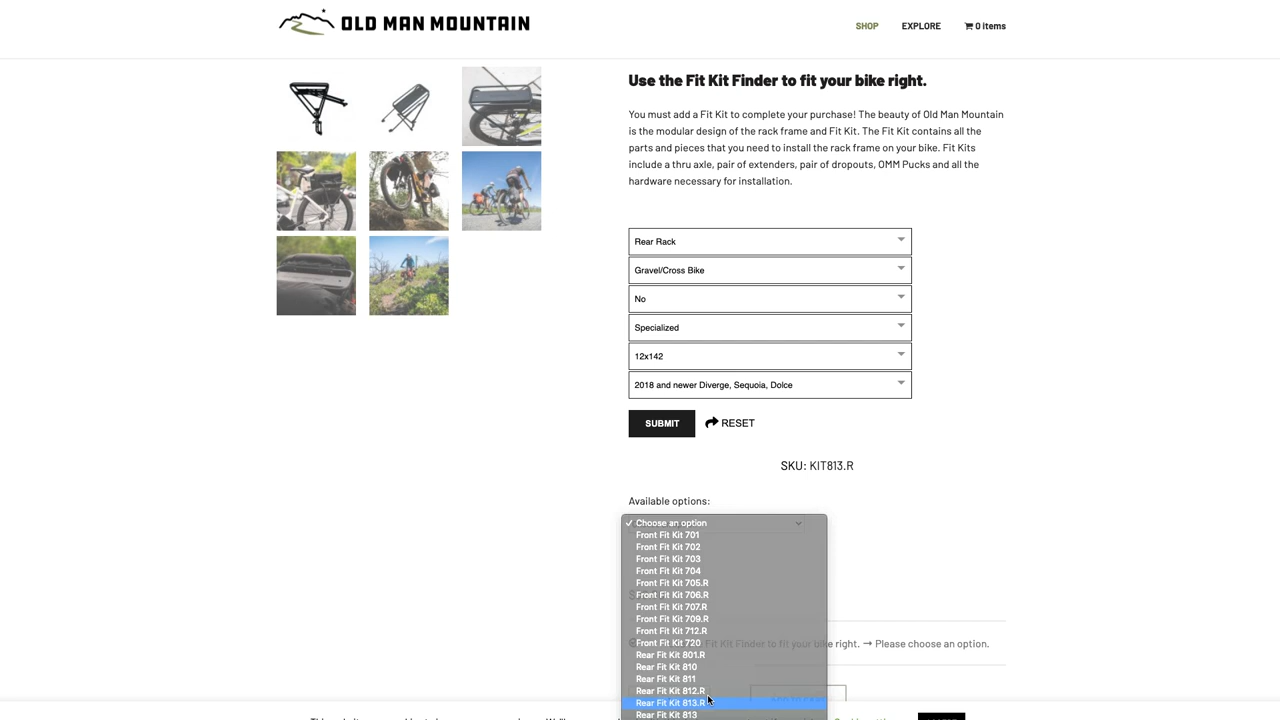 OLD MAN MOUNTAIN
SHOP
EXPLORE
0 items
Use the Fit Kit Finder to fit your bike right.
You must add a Fit Kit to complete your purchase! The beauty of Old Man Mountain
is the modular design of the rack frame and Fit Kit. The Fit Kit contains all the
parts and pieces that you need to install the rack frame on your bike. Fit Kits
include a thru axle, pair of extenders, pair of dropouts, OMM Pucks and all the
hardware necessary for installation.
Rear Rack
Gravel/Cross Bike
No
Specialized
12x142
2018 and newer Diverge, Sequoia, Dolce
SUBMIT
RESET
SKU: KIT813.R
Available options:
✓ Choose an option
Front Fit Kit 701
Front Fit Kit 702
Front Fit Kit 703
Front Fit Kit 704
Front Fit Kit 705.R
Front Fit Kit 706.R
Front Fit Kit 707.R
Front Fit Kit 709.R
Front Fit Kit 712.R
Front Fit Kit 720
Fit Kit Finder to fit your bike right. → Please choose an option.
Rear Fit Kit 801.R
Rear Fit Kit 810
Rear Fit Kit 811
Rear Fit Kit 812.R
Rear Fit Kit 813.R
Rear Fit Kit 813